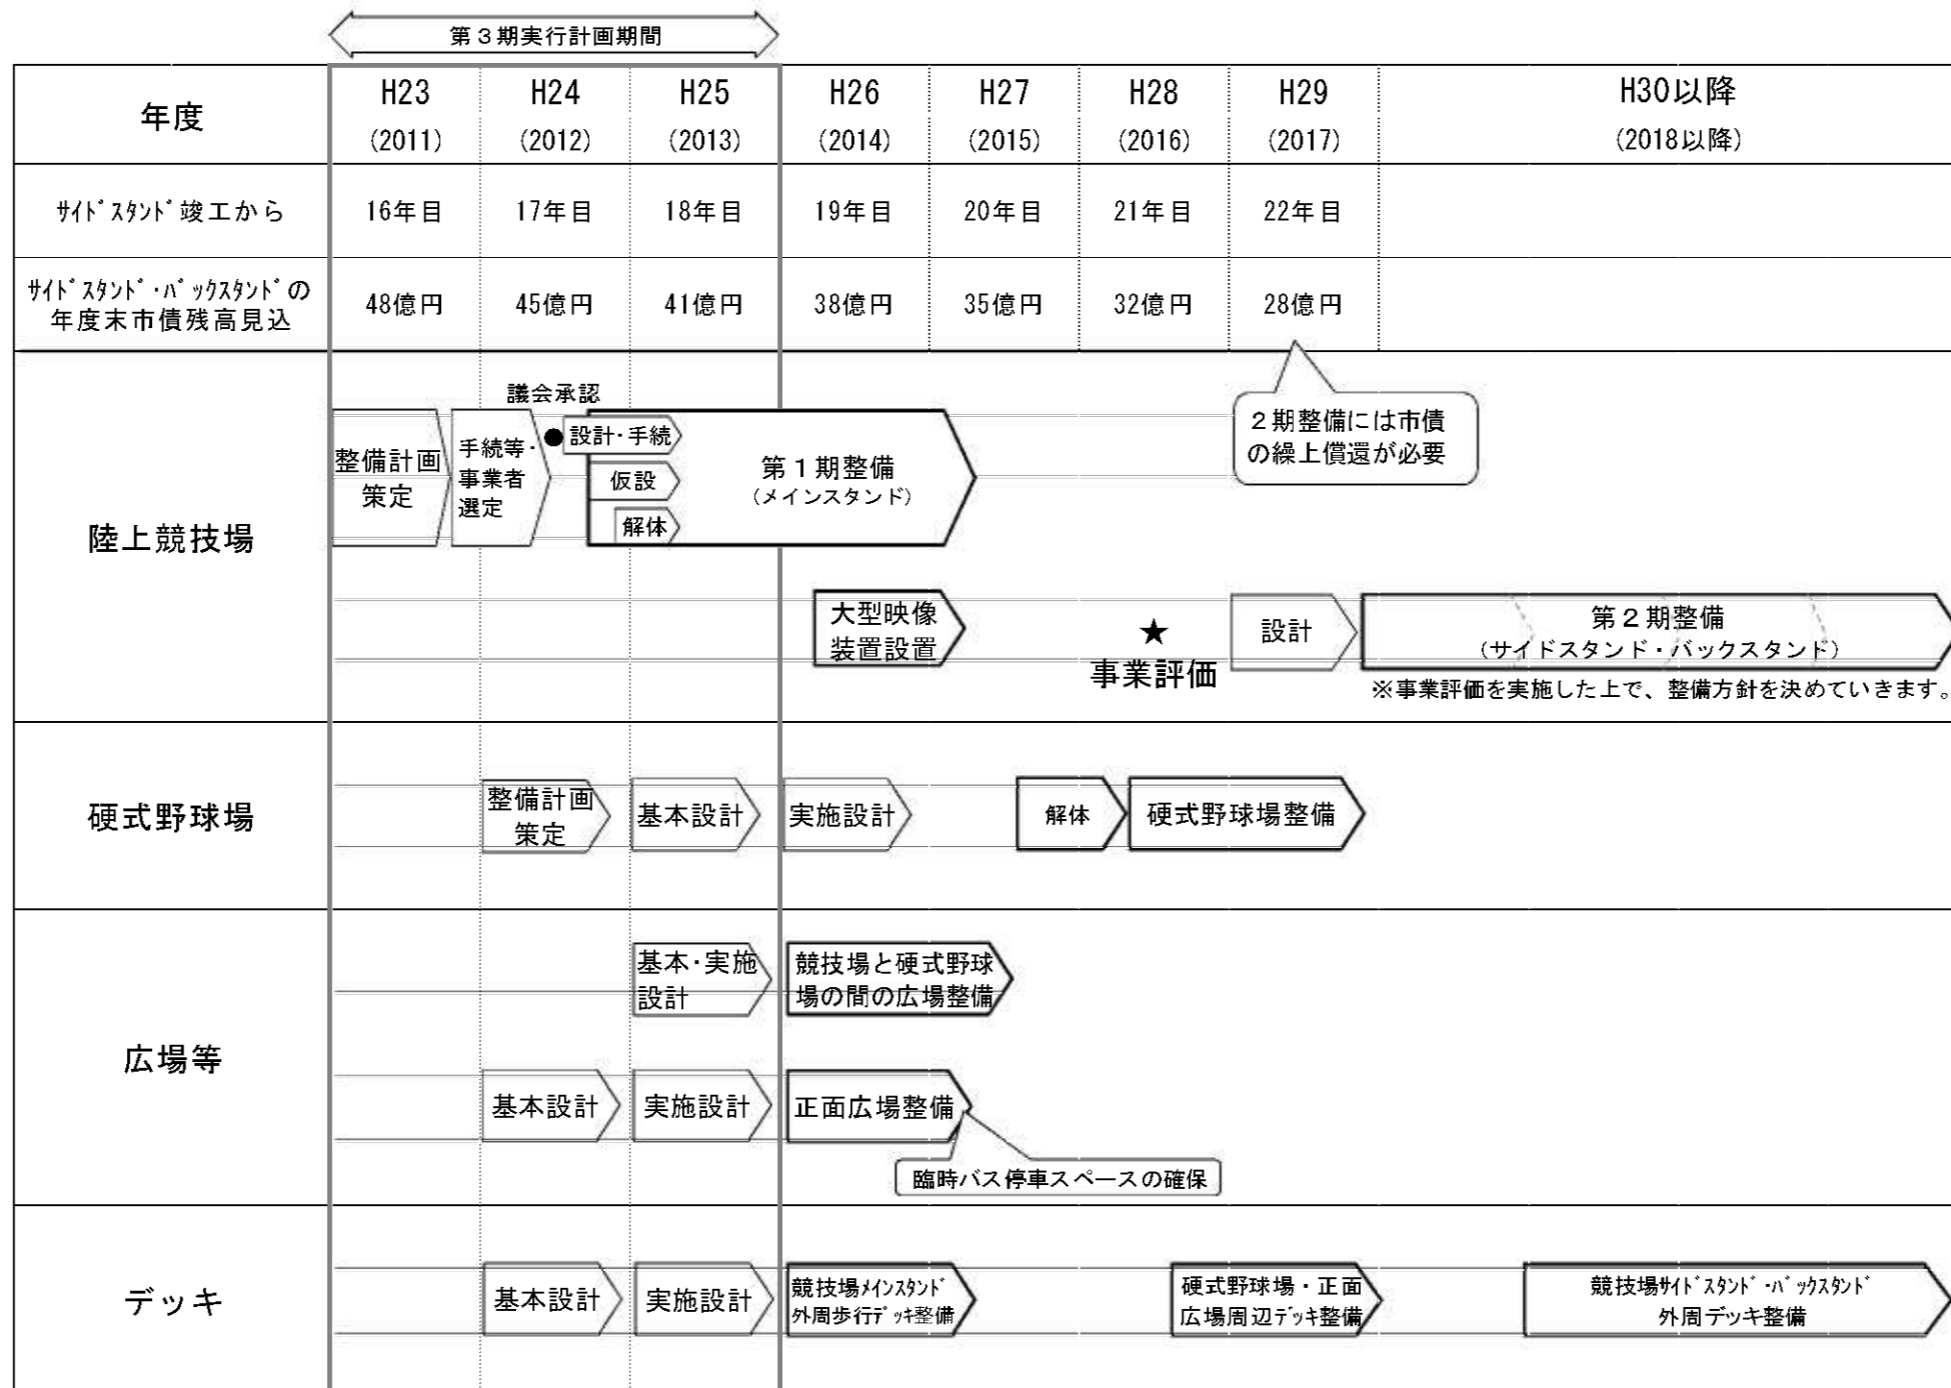 第３期実行計画期間
年度
H23
(2011)
H24
(2012)
H25
(2013)
H26
(2014)
H27
(2015)
H28
(2016)
H29
(2017)
H30以降
(2018以降)
ｻｲﾄﾞｽﾀﾝﾄﾞ竣工から
16年目
17年目
18年目
19年目
20年目
21年目
22年目
ｻｲﾄﾞｽﾀﾝﾄﾞ･ﾊﾞｯｸｽﾀﾝﾄﾞの
年度末市債残高見込
48億円
45億円
41億円
38億円
35億円
32億円
28億円
２期整備には市債
の繰上償還が必要
陸上競技場
整備計画
策定
手続等・
事業者
選定
議会承認
●
設計・手続
仮設
解体
第１期整備
（メインスタンド）
大型映像
装置設置
★
事業評価
設計
第２期整備
（サイドスタンド・バックスタンド）
※事業評価を実施した上で、整備方針を決めていきます。
硬式野球場
整備計画
策定
基本設計
実施設計
解体
硬式野球場整備
広場等
基本・実施
設計
競技場と硬式野球
場の間の広場整備
基本設計
実施設計
正面広場整備
臨時バス停車スペースの確保
デッキ
基本設計
実施設計
競技場ﾒｲﾝｽﾀﾝﾄﾞ
外周歩行ﾃﾞｯｷ整備
硬式野球場・正面
広場周辺ﾃﾞｯｷ整備
競技場ｻｲﾄﾞｽﾀﾝﾄﾞ･ﾊﾞｯｸｽﾀﾝﾄﾞ
外周デッキ整備